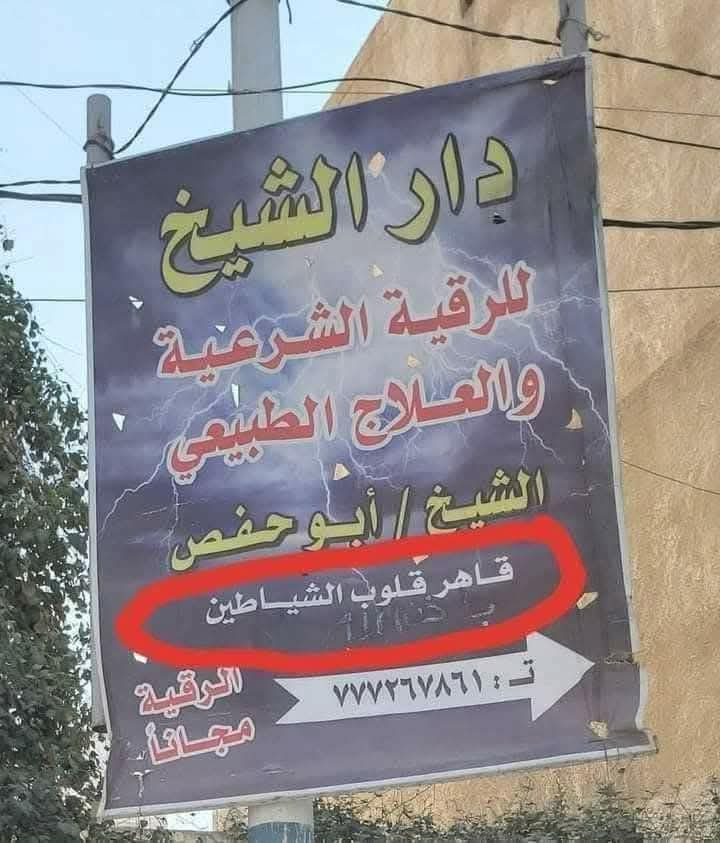 دار الشيخ
للرقية الشرعية
والعلاج الطبيعي
الشيخ / أبو حفص
قاهر قلوب الشياطين
ت : ٧٧٧٢٦٧٨٦١
الرقية
مجاناً